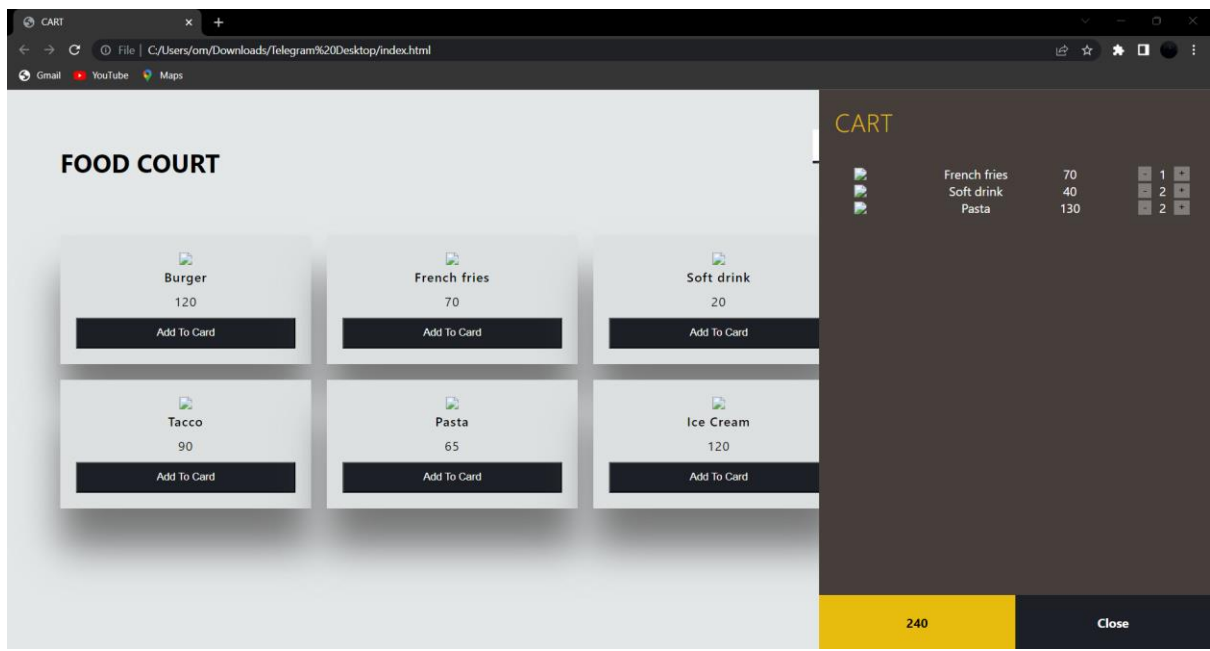 CART
File | C:/Users/om/Downloads/Telegram%20Desktop/index.html
Gmail YouTube Maps
FOOD COURT
Burger
120
Add To Card
French fries
70
Add To Card
Soft drink
20
Add To Card
Tacco
90
Add To Card
Pasta
65
Add To Card
Ice Cream
120
Add To Card
CART
French fries 70 - 1 +
Soft drink 40 - 2 +
Pasta 130 - 2 +
240 Close